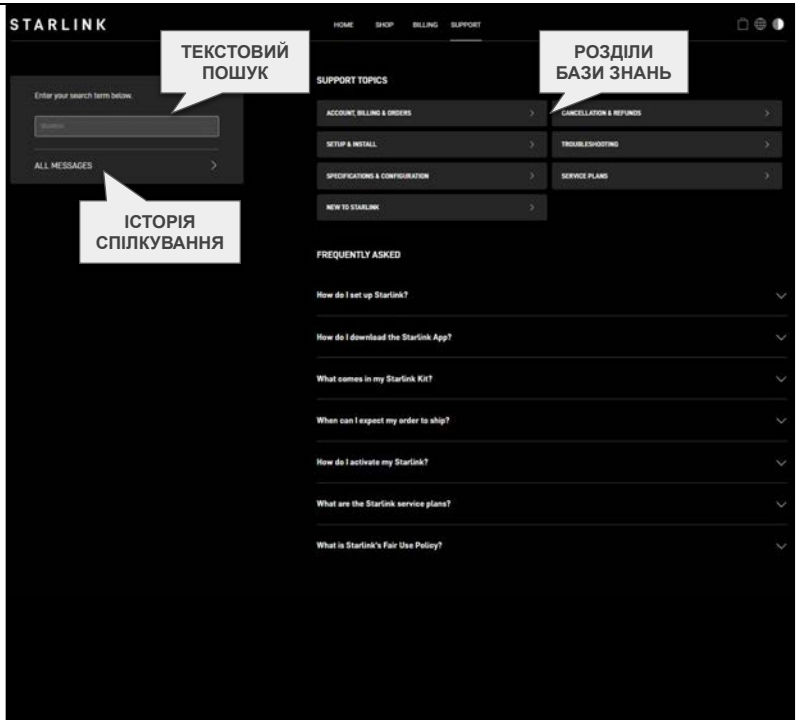 STARLINK
HOME SHOP BILLING SUPPORT
ТЕКСТОВИЙ
ПОШУК
РОЗДІЛИ
БАЗИ ЗНАНЬ
Enter your search term below.
SEARCH
ALL MESSAGES
ІСТОРІЯ
СПІЛКУВАННЯ
SUPPORT TOPICS
ACCOUNT, BILLING & ORDERS
CANCELLATION & REFUNDS
SETUP & INSTALL
TROUBLESHOOTING
SPECIFICATIONS & CONFIGURATION
SERVICE PLANS
NEW TO STARLINK
FREQUENTLY ASKED
How do I set up Starlink?
How do I download the Starlink App?
What comes in my Starlink Kit?
When can I expect my order to ship?
How do I activate my Starlink?
What are the Starlink service plans?
What is Starlink's Fair Use Policy?